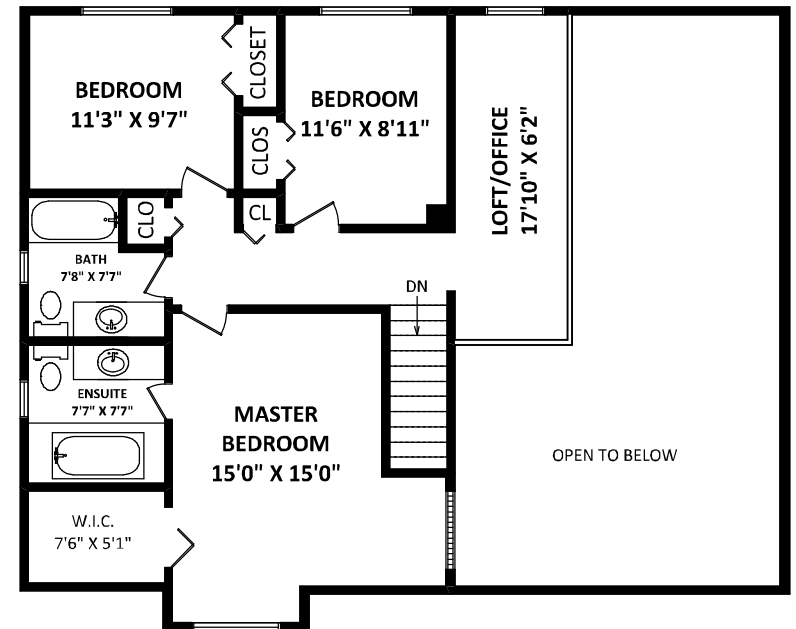 BEDROOM
11'3" X 9'7"
CLOSET
BEDROOM
11'6" X 8'11"
CLOS
LOFT/OFFICE
17'10" X 6'2"
CLO
CL
BATH
7'8" X 7'7"
DN
ENSUITE
7'7" X 7'7"
MASTER
BEDROOM
15'0" X 15'0"
OPEN TO BELOW
W.I.C.
7'6" X 5'1"